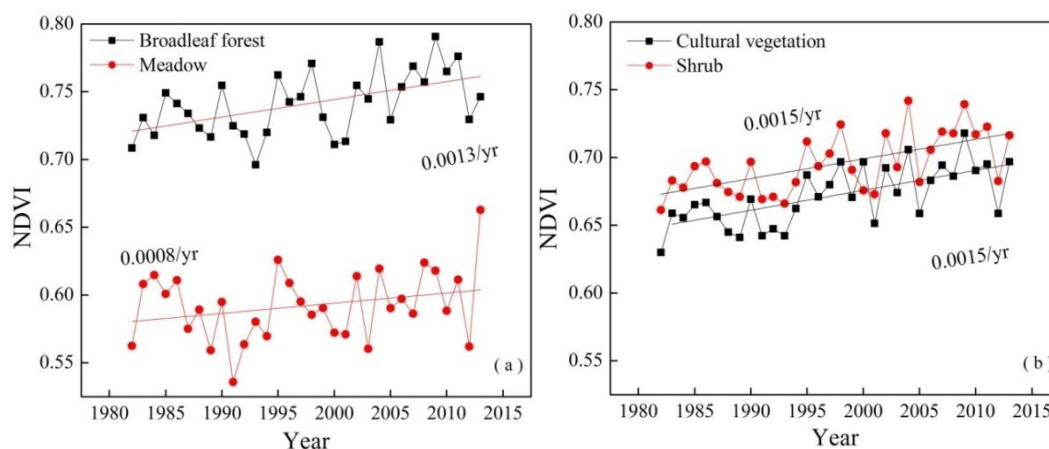 0.80
0.75
0.70
0.65
0.60
0.55
NDVI
Broadleaf forest
Meadow
0.0013/yr
0.0008/yr
( a )
1980 1985 1990 1995 2000 2005 2010 2015
Year
0.80
0.75
0.70
0.65
0.60
0.55
NDVI
Cultural vegetation
Shrub
0.0015/yr
0.0015/yr
( b )
1980 1985 1990 1995 2000 2005 2010 2015
Year